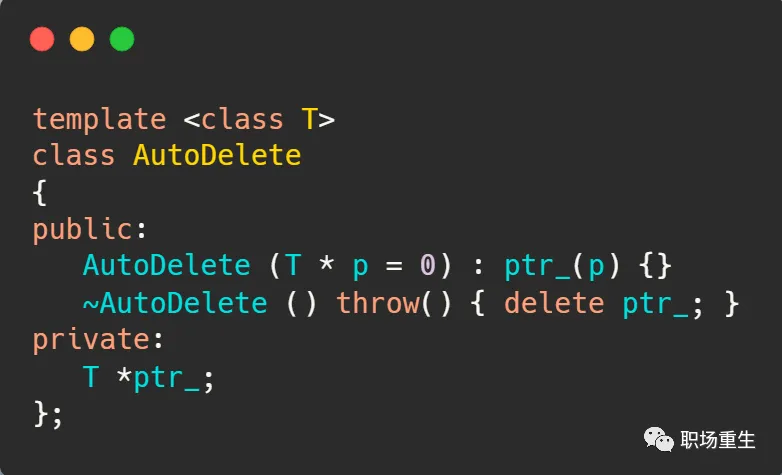 template <class T>
class AutoDelete
{
public:
   AutoDelete (T * p = 0) : ptr_(p) {}
   ~AutoDelete () throw() { delete ptr_; }
private:
   T *ptr_;
};
职场重生